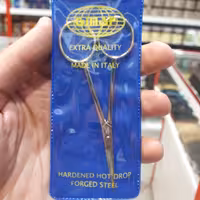 EXTRA QUALITY
MADE IN ITALY
HARDENED HOT DROP
FORGED STEEL